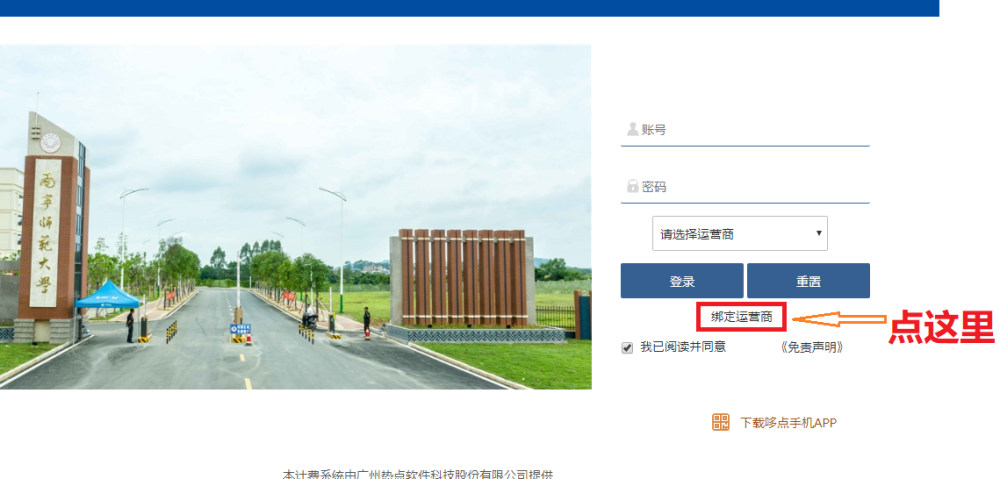 账号
密码
请选择运营商
登录
重置
绑定运营商
点这里
我已阅读并同意
《免责声明》
下载哆点手机APP
南宁师范大学
本计费系统由广州热点软件科技股份有限公司提供